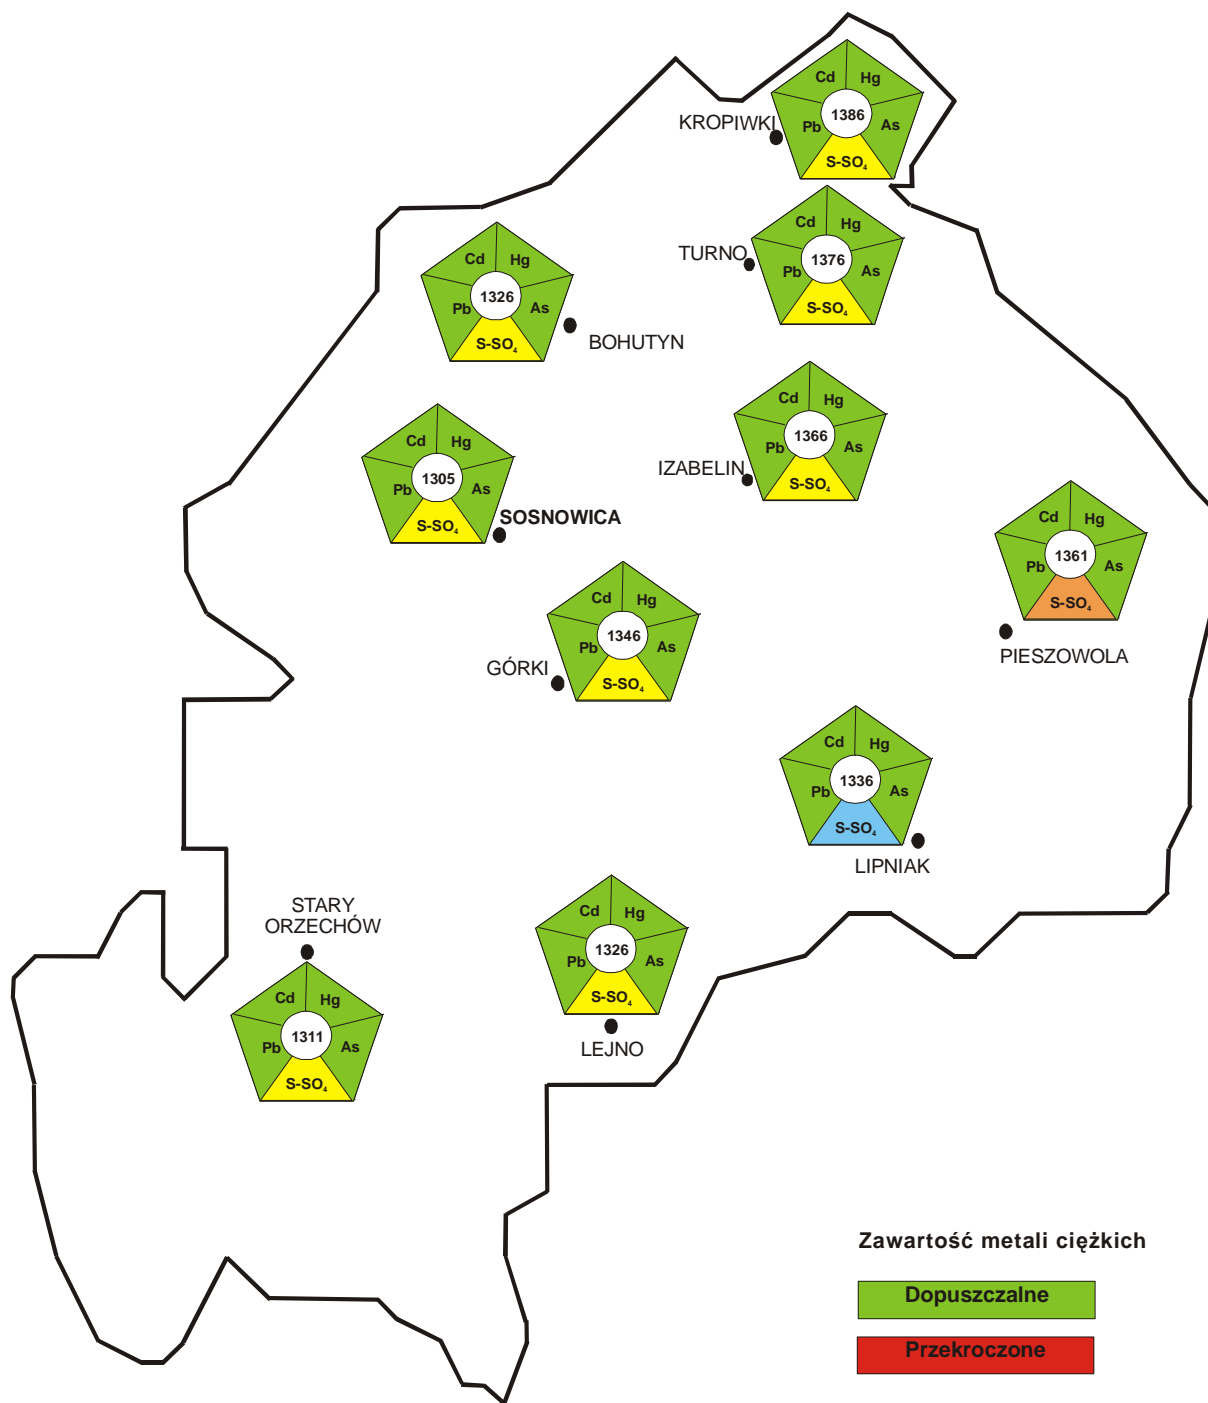 Cd
Hg
1386
KROPIWKI
Pb
As
S-SO₄
Cd
Hg
TURNO
1376
Pb
As
S-SO₄
Cd
Hg
1326
Pb
As
S-SO₄
BOHUTYN
Cd
Hg
1366
Pb
As
IZABELIN
S-SO₄
Cd
Hg
1305
Pb
As
S-SO₄
SOSNOWICA
Cd
Hg
1361
Pb
As
S-SO₄
PIESZOWOLA
Cd
Hg
1346
Pb
As
GÓRKI
S-SO₄
Cd
Hg
1336
Pb
As
S-SO₄
LIPNIAK
Cd
Hg
1326
Pb
As
S-SO₄
LEJNO
STARY
ORZECHÓW
Cd
Hg
1311
Pb
As
S-SO₄
Zawartość metali ciężkich
Dopuszczalne
Przekroczone